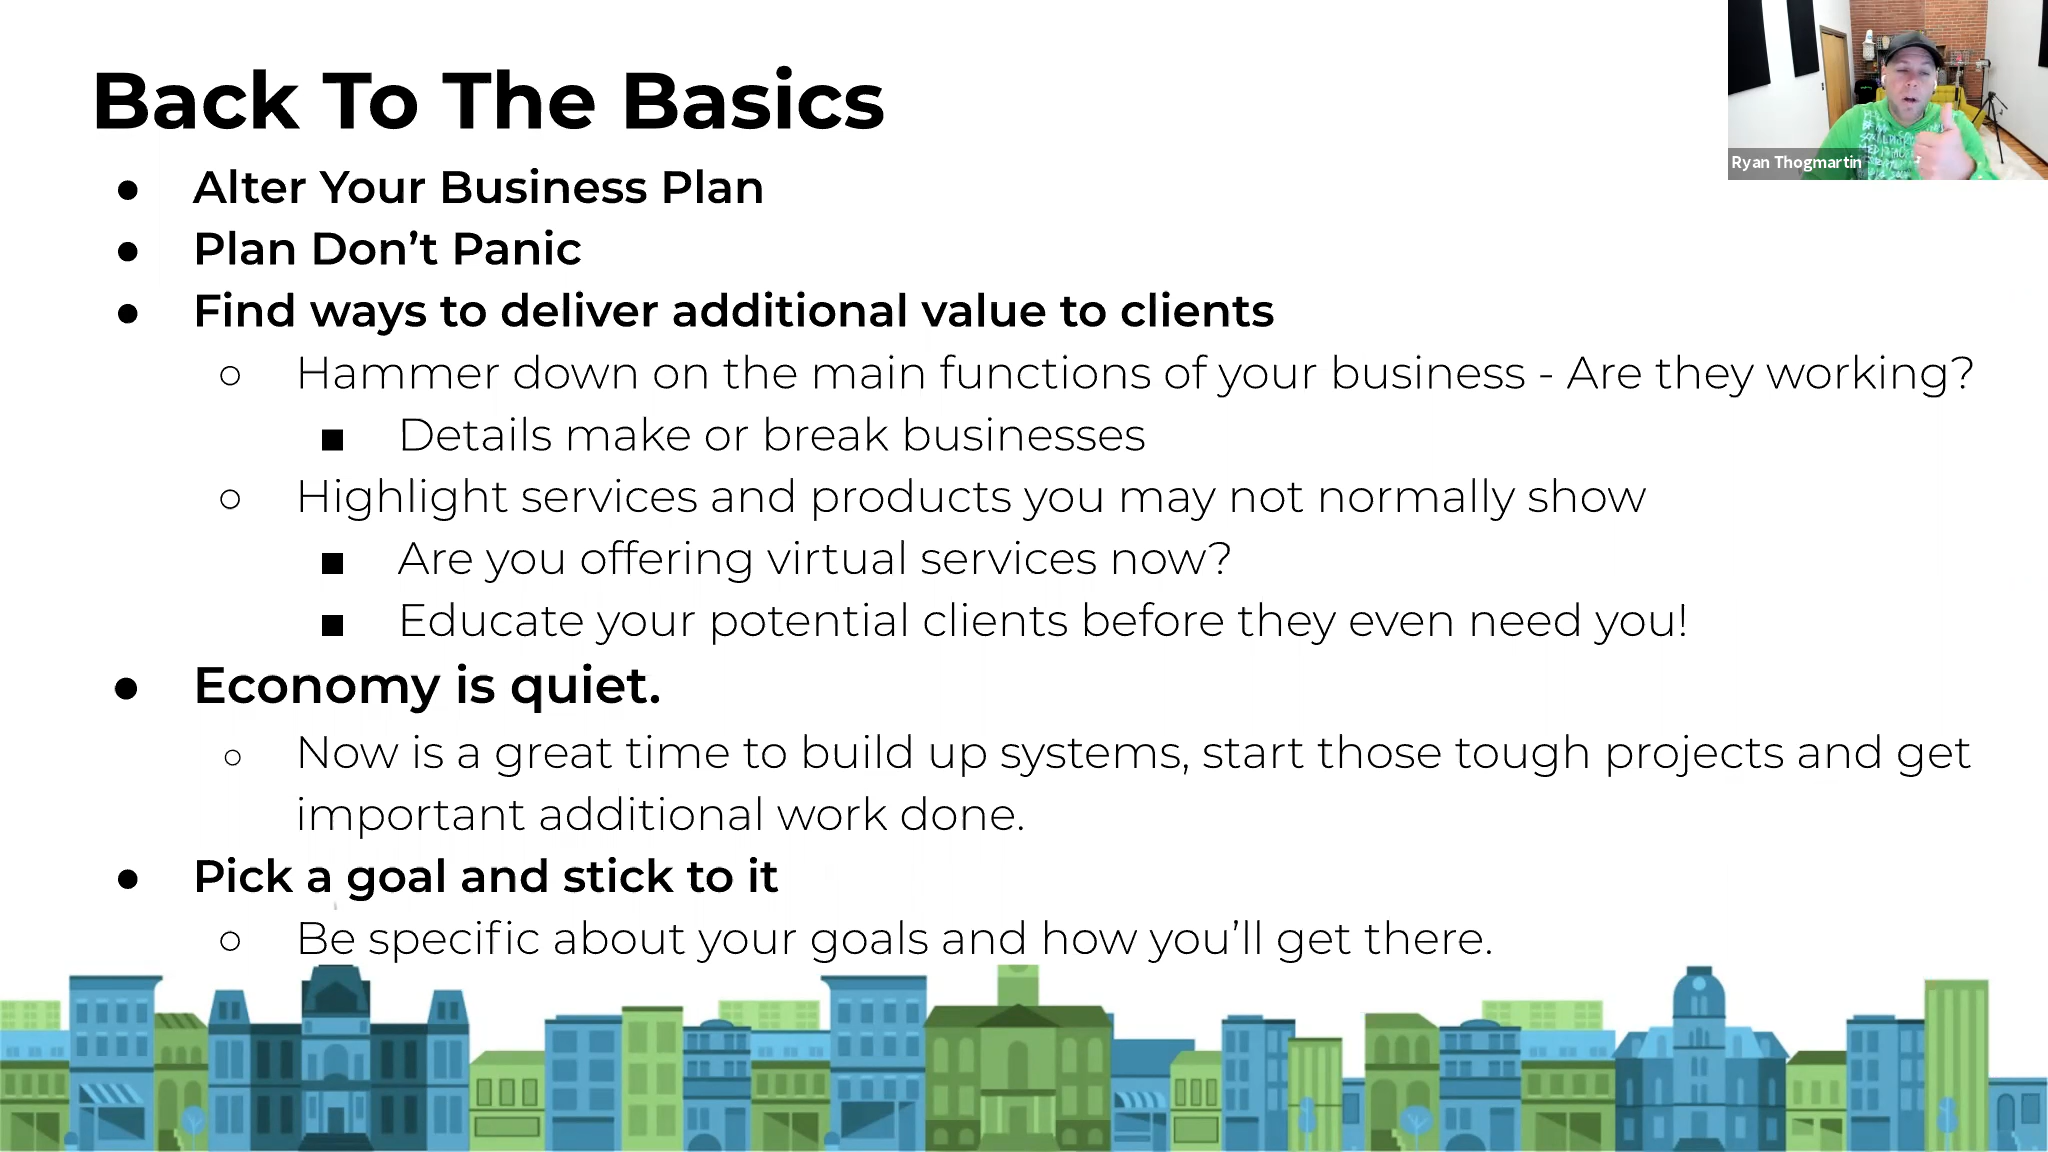 Back To The Basics
Ryan Thogmartin
● Alter Your Business Plan
● Plan Don’t Panic
● Find ways to deliver additional value to clients
○ Hammer down on the main functions of your business - Are they working?
■ Details make or break businesses
○ Highlight services and products you may not normally show
■ Are you offering virtual services now?
■ Educate your potential clients before they even need you!
● Economy is quiet.
○ Now is a great time to build up systems, start those tough projects and get
important additional work done.
● Pick a goal and stick to it
○ Be specific about your goals and how you’ll get there.